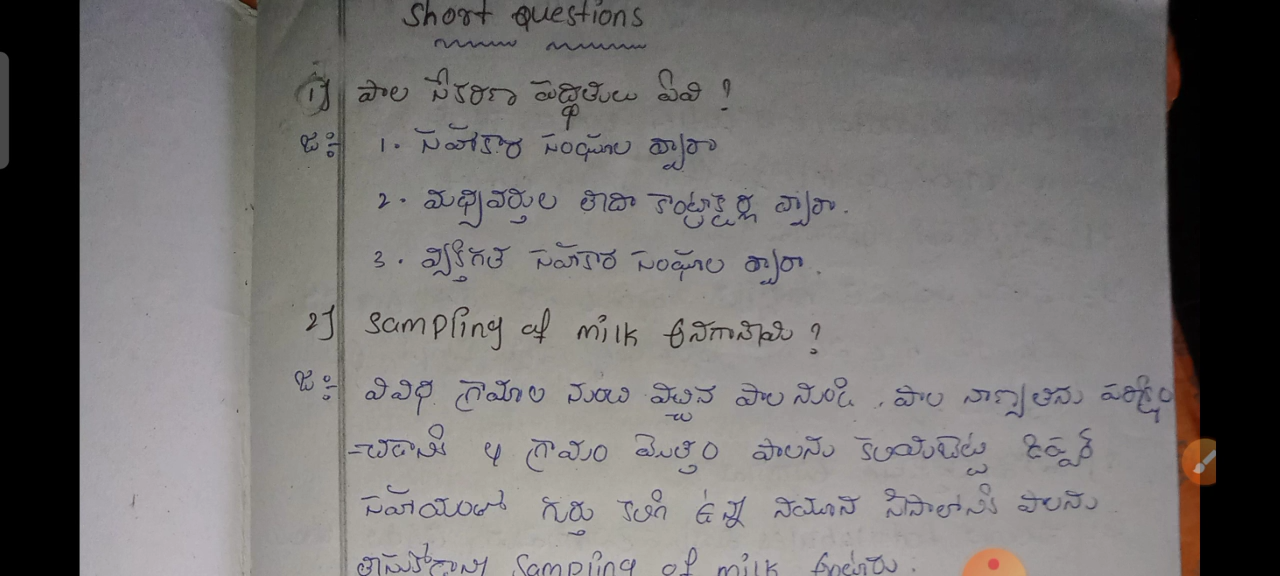 Short questions
1) పాల సేకరణ పద్ధతులు ఏవి ?
జ: 1. సహకార సంఘాల ద్వారా
2. మధ్యవర్తుల లేదా కాంట్రాక్టర్ల ద్వారా.
3. వ్యక్తిగత సహకార సంఘాల ద్వారా.
2) Sampling of milk అనగానేమి ?
జ: వివిధ గ్రామాల నుండి వచ్చిన పాల నుండి, పాల నాణ్యతను పరీక్షిం
-చడానికి ఆ గ్రామం మొత్తం పాలను కలియబెట్టి డిప్పర్
సహాయంతో గుర్తు కలిగి ఉన్న సీసాలోనికి పాలను
తీసుకోవడాన్ని Sampling of milk అంటారు.